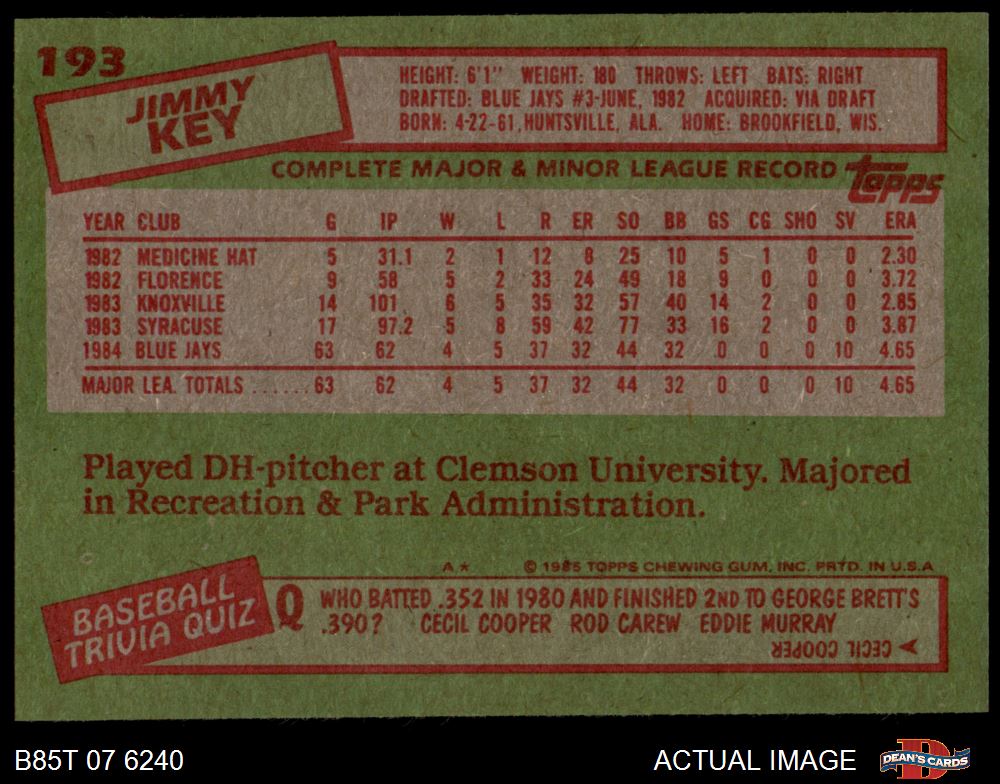 193
JIMMY
KEY
HEIGHT: 6'1" WEIGHT: 180 THROWS: LEFT BATS: RIGHT
DRAFTED: BLUE JAYS #3-JUNE, 1982 ACQUIRED: VIA DRAFT
BORN: 4-22-61, HUNTSVILLE, ALA. HOME: BROOKFIELD, WIS.
COMPLETE MAJOR & MINOR LEAGUE RECORD topps
YEAR CLUB G IP W L R ER SO BB GS CG SHO SV ERA
1982 MEDICINE HAT 5 31.1 2 1 12 8 25 10 5 1 0 0 2.30
1982 FLORENCE 9 58 5 2 33 24 49 18 9 0 0 0 3.72
1983 KNOXVILLE 14 101 6 5 35 32 57 40 14 2 0 0 2.85
1983 SYRACUSE 17 97.2 5 8 59 42 77 33 16 2 0 0 3.87
1984 BLUE JAYS 63 62 4 5 37 32 44 32 0 0 0 10 4.65
MAJOR LEA. TOTALS ...... 63 62 4 5 37 32 44 32 0 0 0 10 4.65
Played DH-pitcher at Clemson University. Majored
in Recreation & Park Administration.
A* © 1985 TOPPS CHEWING GUM, INC. PRTD. IN U.S.A
BASEBALL
TRIVIA QUIZ
Q WHO BATTED .352 IN 1980 AND FINISHED 2ND TO GEORGE BRETT'S
.390? CECIL COOPER ROD CAREW EDDIE MURRAY
CECIL COOPER
B85T 07 6240 ACTUAL IMAGE DEAN'S CARDS